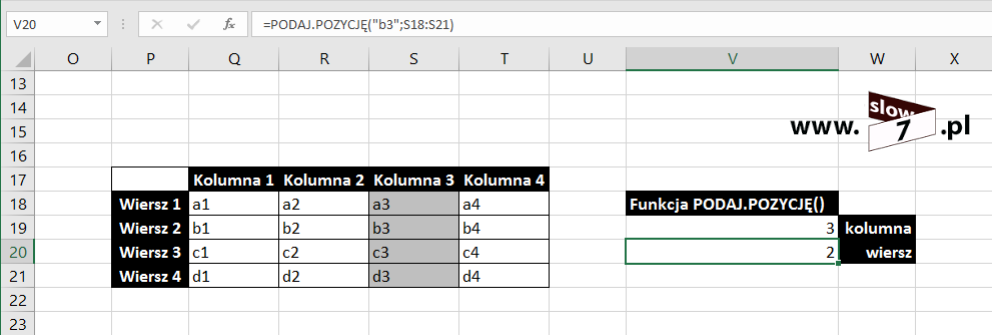 V20 fx =PODAJ.POZYCJĘ("b3";S18:S21)
O P Q R S T U V W X
13
14
slow
15 www. 7 .pl
16
17 Kolumna 1 Kolumna 2 Kolumna 3 Kolumna 4
18 Wiersz 1 a1 a2 a3 a4 Funkcja PODAJ.POZYCJĘ()
19 Wiersz 2 b1 b2 b3 b4 3 kolumna
20 Wiersz 3 c1 c2 c3 c4 2 wiersz
21 Wiersz 4 d1 d2 d3 d4
22
23